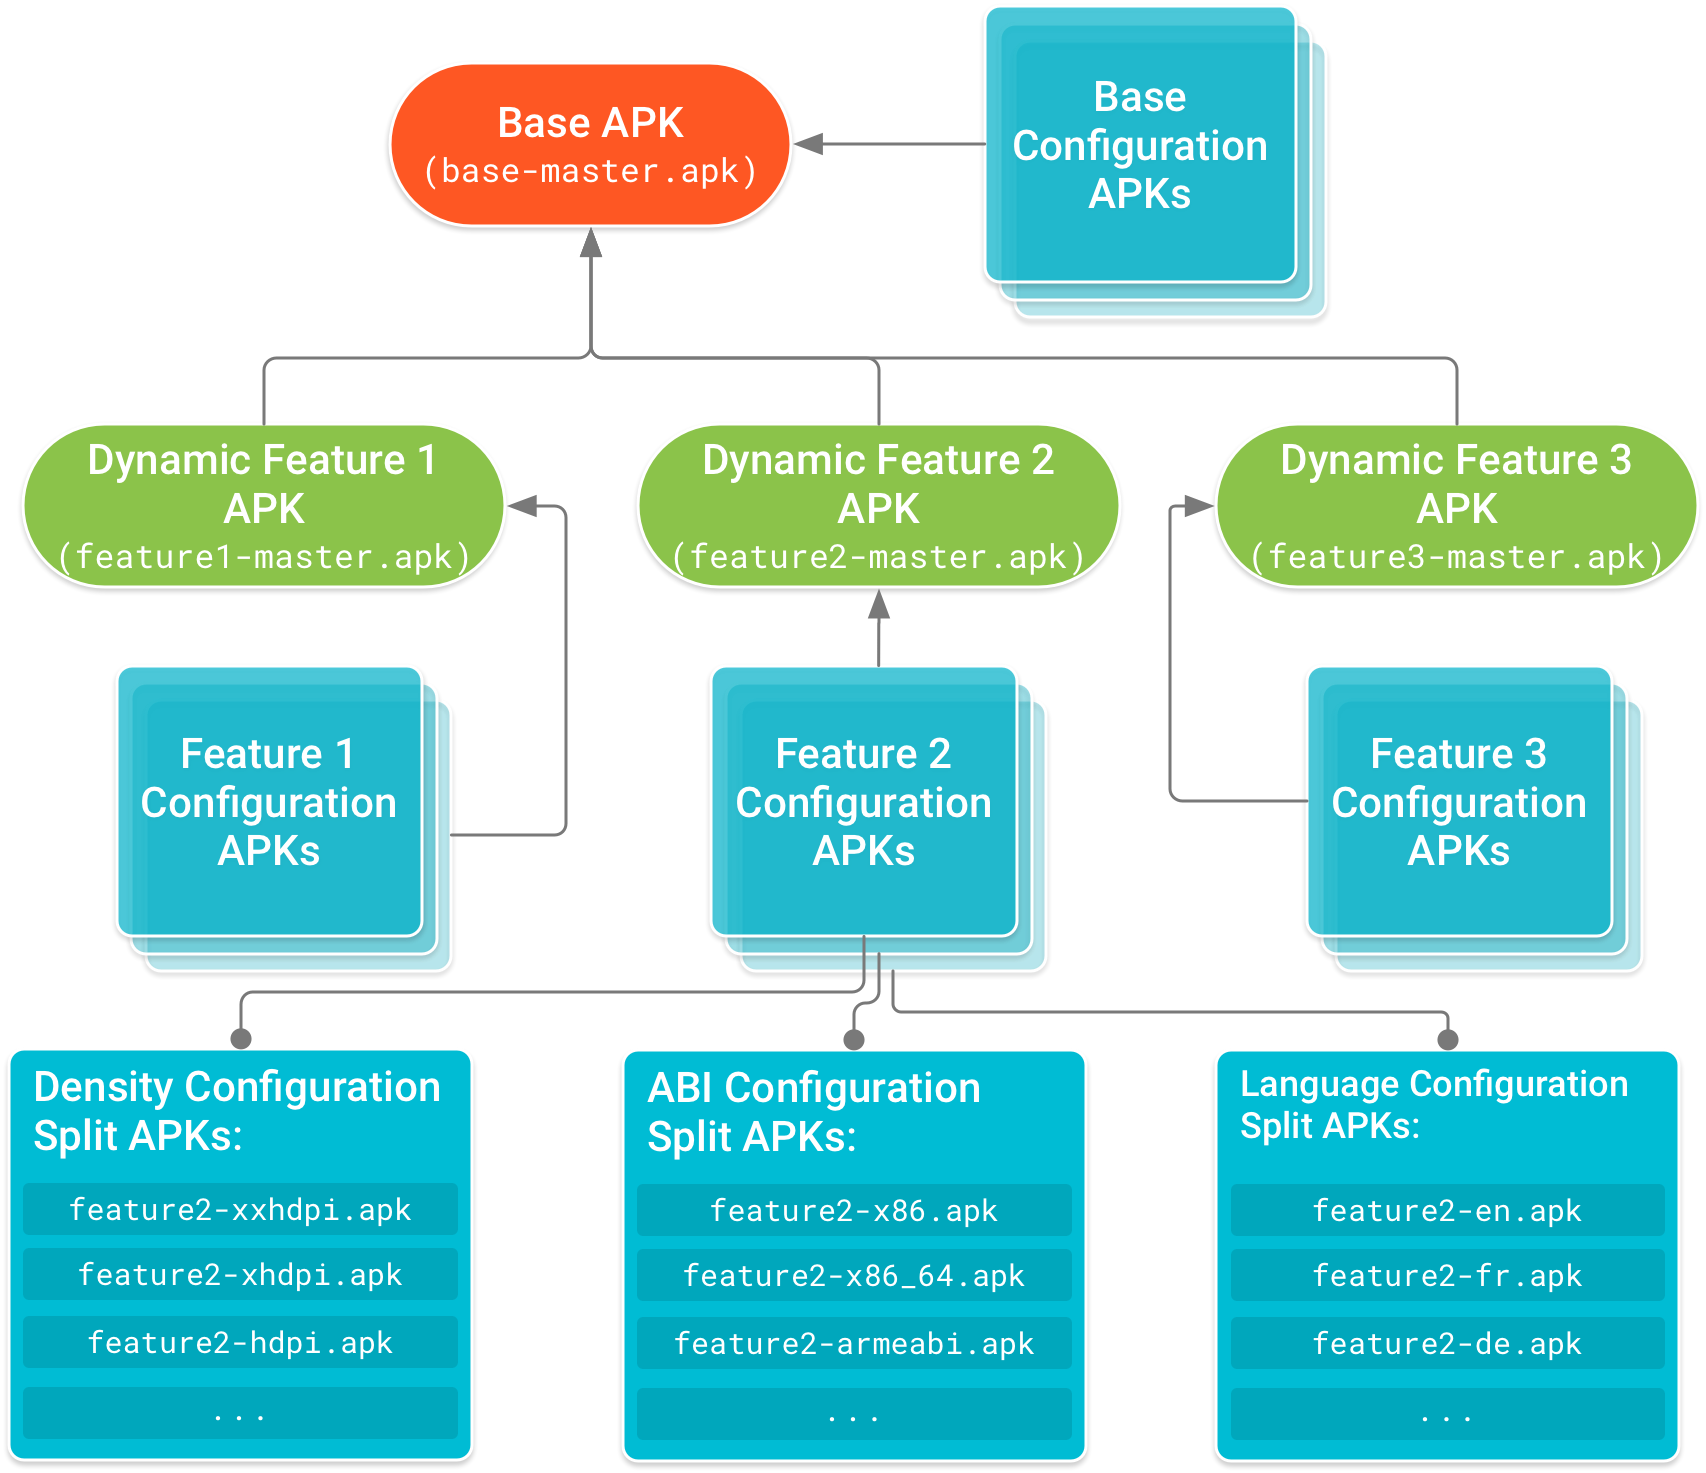 Base APK
(base-master.apk)
Base
Configuration
APKs
Dynamic Feature 1
APK
(feature1-master.apk)
Dynamic Feature 2
APK
(feature2-master.apk)
Dynamic Feature 3
APK
(feature3-master.apk)
Feature 1
Configuration
APKs
Feature 2
Configuration
APKs
Feature 3
Configuration
APKs
Density Configuration
Split APKs:
feature2-xxhdpi.apk
feature2-xhdpi.apk
feature2-hdpi.apk
...
ABI Configuration
Split APKs:
feature2-x86.apk
feature2-x86_64.apk
feature2-armeabi.apk
...
Language Configuration
Split APKs:
feature2-en.apk
feature2-fr.apk
feature2-de.apk
...